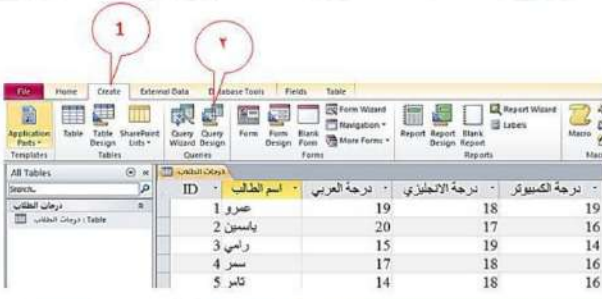 1
٢
File Home Create External Data Database Tools Fields Table
Application Parts Table Table Design SharePoint Lists Query Wizard Query Design Form Form Design Blank Form Form Wizard Navigation More Forms Report Report Design Blank Report Report Wizard Labels Macro
Templates Tables Queries Forms Reports
All Tables درجات الطلاب
Search..
درجات الطلاب
درجات الطلاب : Table
ID اسم الطالب درجة العربي درجة الانجليزي درجة الكمبيوتر
1 عمرو 19 18 19
2 ياسمين 20 17 16
3 رامي 15 19 14
4 سمر 17 18 16
5 تامر 14 18 16